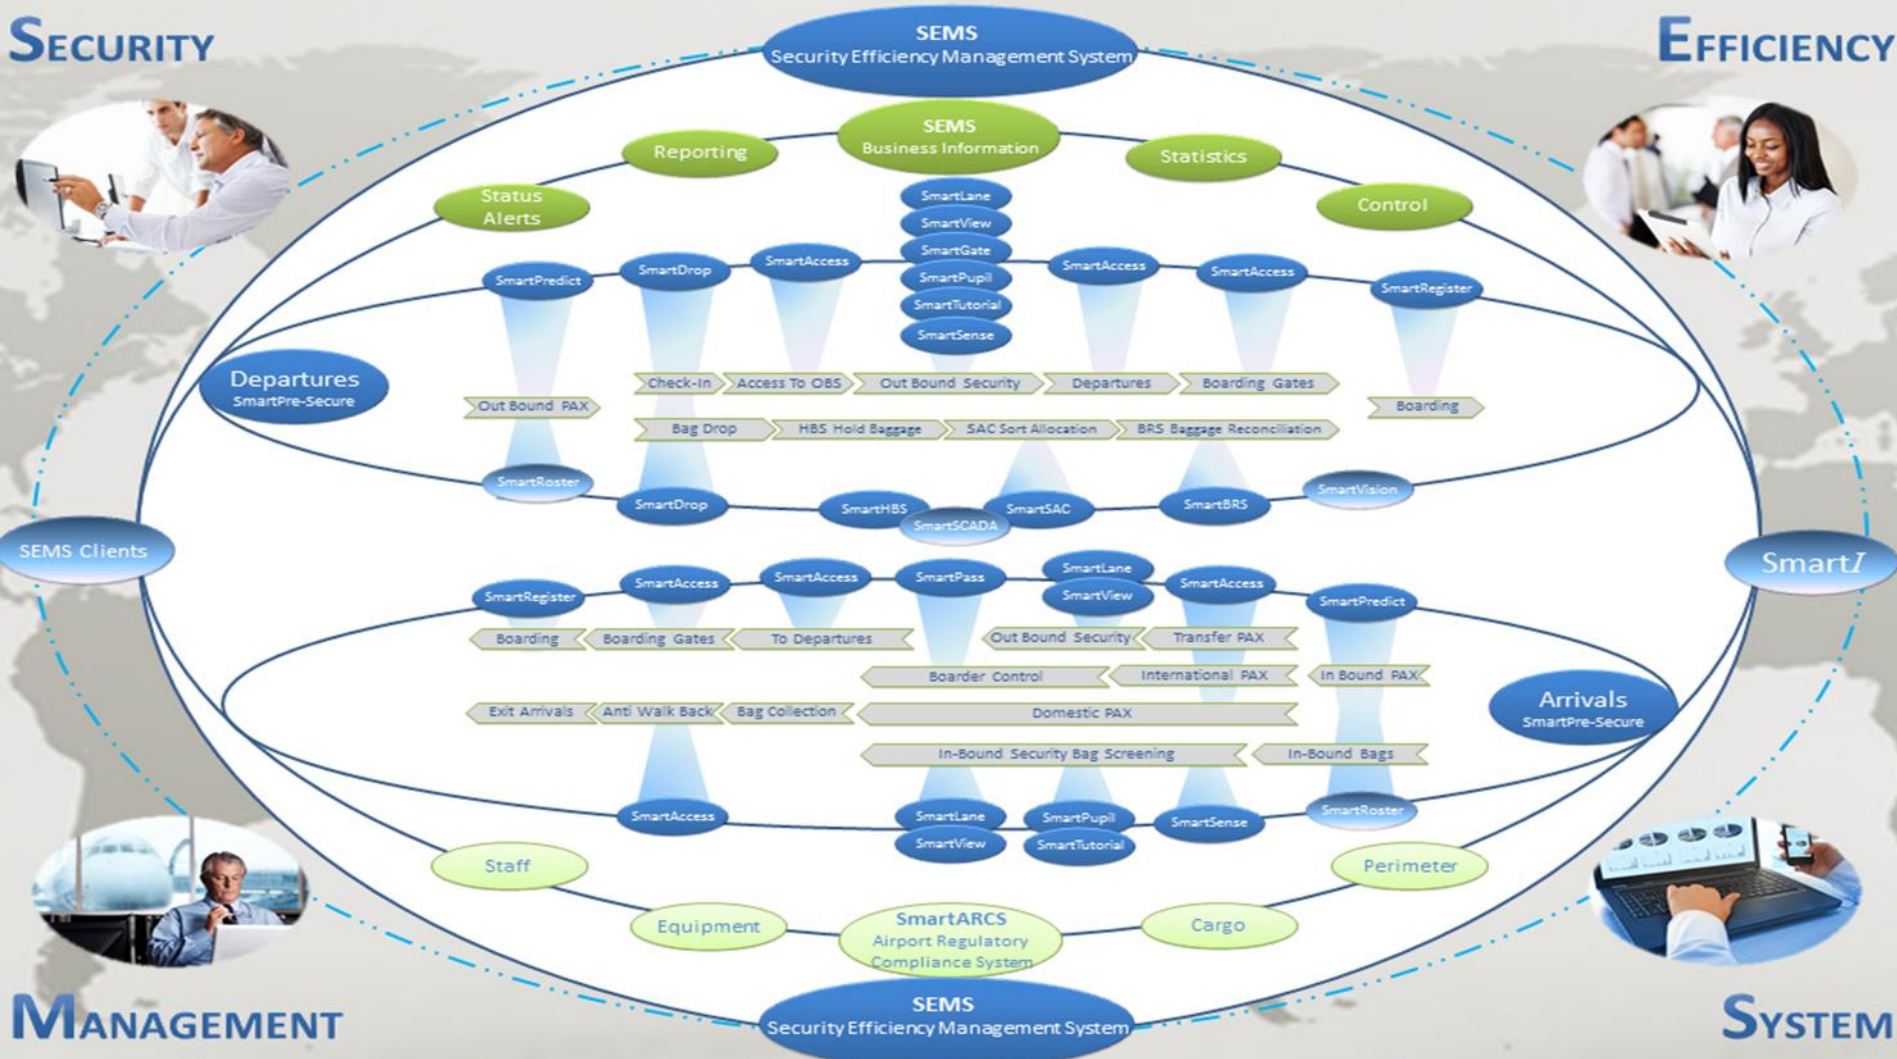 SECURITY
EFFICIENCY
SEMS
Security Efficiency Management System
SEMS
Business Information
Reporting
Statistics
Status
Alerts
Control
SmartLane
SmartView
SmartGate
SmartPupil
SmartTutorial
SmartSense
SmartPredict
SmartDrop
SmartAccess
SmartAccess
SmartAccess
SmartRegister
Departures
SmartPre-Secure
Check-In
Access To OBS
Out Bound Security
Departures
Boarding Gates
Out Bound PAX
Boarding
Bag Drop
HBS Hold Baggage
SAC Sort Allocation
BRS Baggage Reconciliation
SmartRoster
SmartDrop
SmartHBS
SmartSCADA
SmartSAC
SmartBRS
SmartVision
SEMS Clients
SmartI
SmartRegister
SmartAccess
SmartAccess
SmartPass
SmartLane
SmartView
SmartAccess
SmartPredict
Boarding
Boarding Gates
To Departures
Out Bound Security
Transfer PAX
Boarder Control
International PAX
In Bound PAX
Exit Arrivals
Anti Walk Back
Bag Collection
Domestic PAX
Arrivals
SmartPre-Secure
In-Bound Security Bag Screening
In-Bound Bags
SmartAccess
SmartLane
SmartView
SmartPupil
SmartTutorial
SmartSense
SmartRoster
Staff
Perimeter
Equipment
SmartARCS
Airport Regulatory
Compliance System
Cargo
SEMS
Security Efficiency Management System
MANAGEMENT
SYSTEM